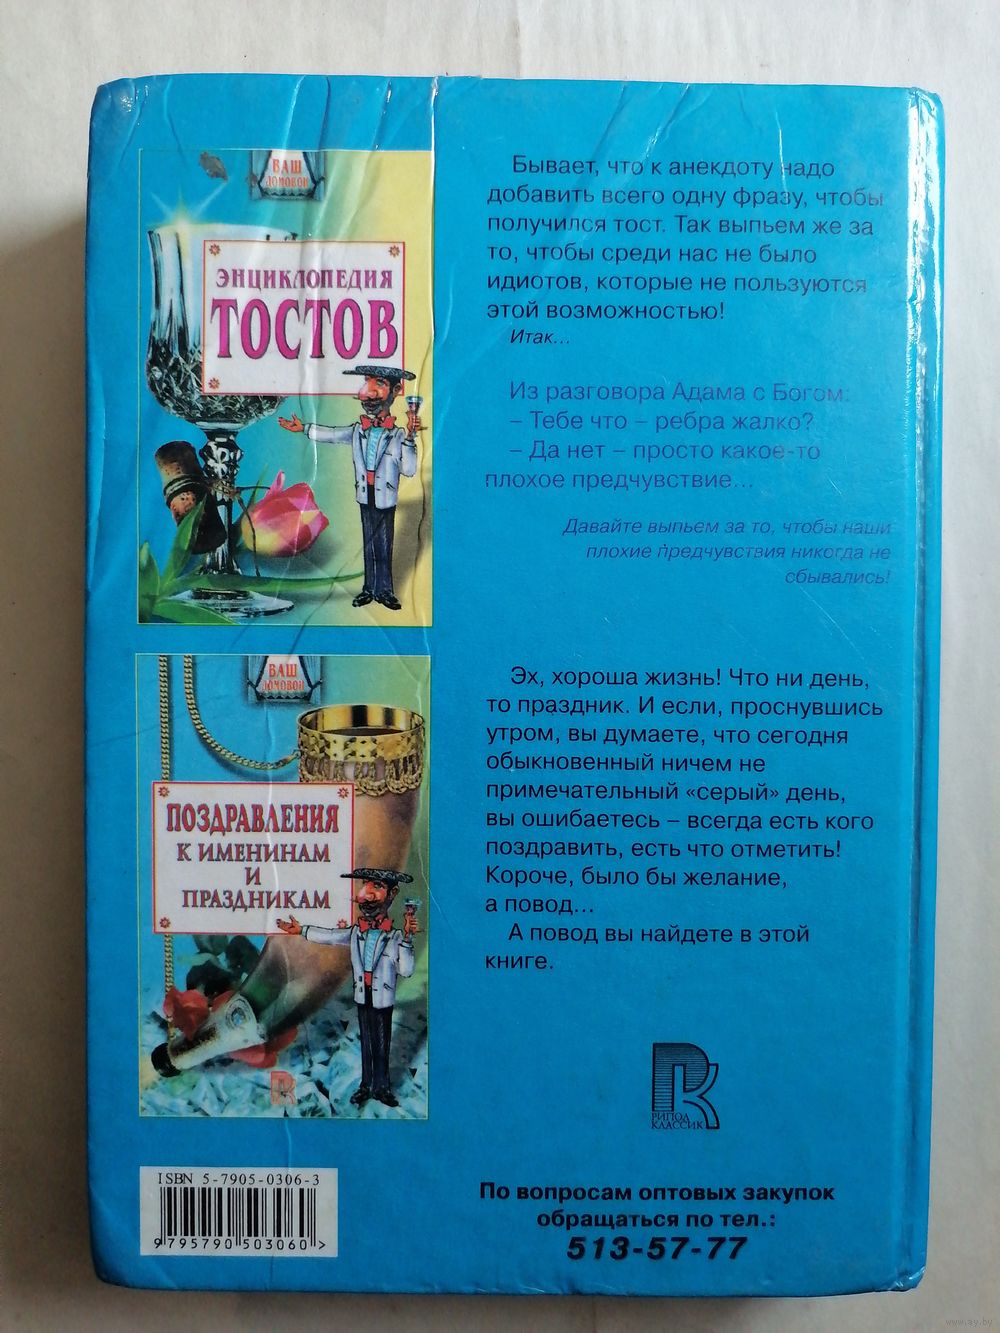 ВАШ
ДОМОВОЙ
ЭНЦИКЛОПЕДИЯ
ТОСТОВ
Бывает, что к анекдоту надо
добавить всего одну фразу, чтобы
получился тост. Так выпьем же за
то, чтобы среди нас не было
идиотов, которые не пользуются
этой возможностью!
Итак...
Из разговора Адама с Богом:
– Тебе что – ребра жалко?
– Да нет – просто какое-то
плохое предчувствие...
Давайте выпьем за то, чтобы наши
плохие предчувствия никогда не
сбывались!
ВАШ
ДОМОВОЙ
ПОЗДРАВЛЕНИЯ
К ИМЕНИНАМ
И
ПРАЗДНИКАМ
Эх, хороша жизнь! Что ни день,
то праздник. И если, проснувшись
утром, вы думаете, что сегодня
обыкновенный ничем не
примечательный «серый» день,
вы ошибаетесь – всегда есть кого
поздравить, есть что отметить!
Короче, было бы желание,
а повод...
А повод вы найдете в этой
книге.
РИПОЛ
КЛАССИК
ISBN 5-7905-0306-3
9795790503060>
По вопросам оптовых закупок
обращаться по тел.:
513-57-77
www.ay.by